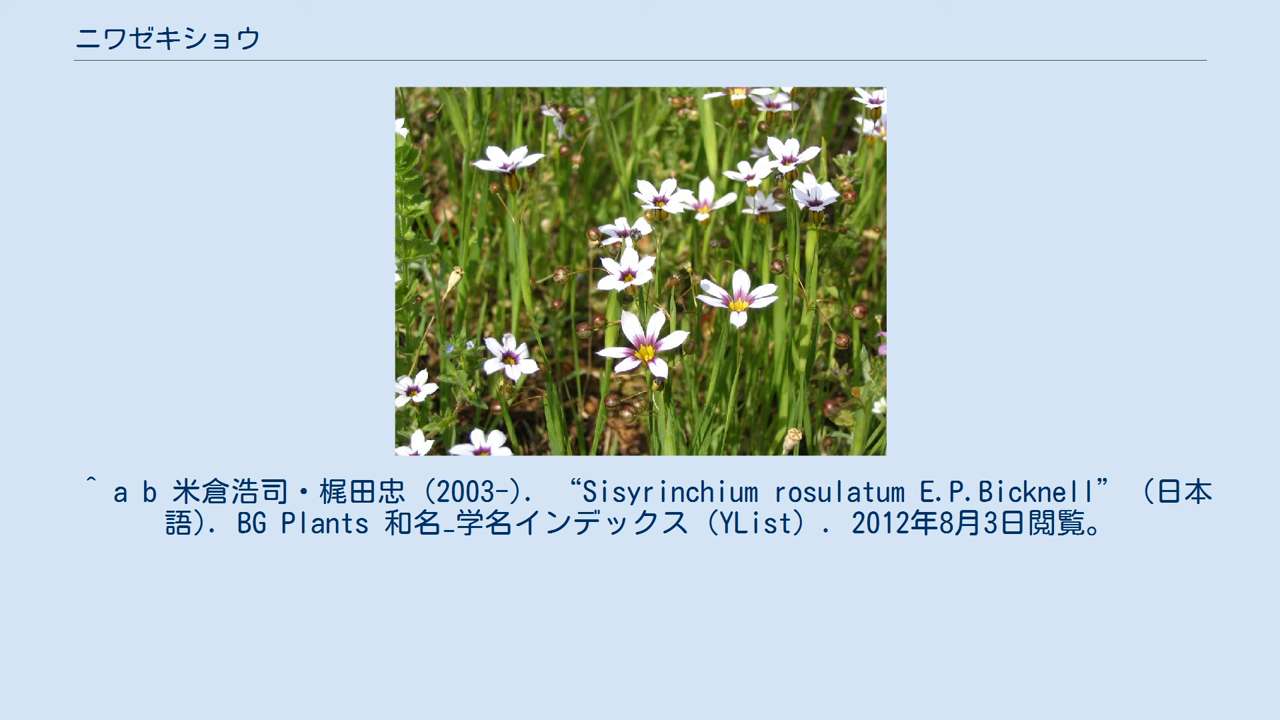 ニワゼキショウ
^ a b 米倉浩司・梶田忠 (2003-). “Sisyrinchium rosulatum E.P.Bicknell” （日本
語). BG Plants 和名−学名インデックス（YList）. 2012年8月3日閲覧。